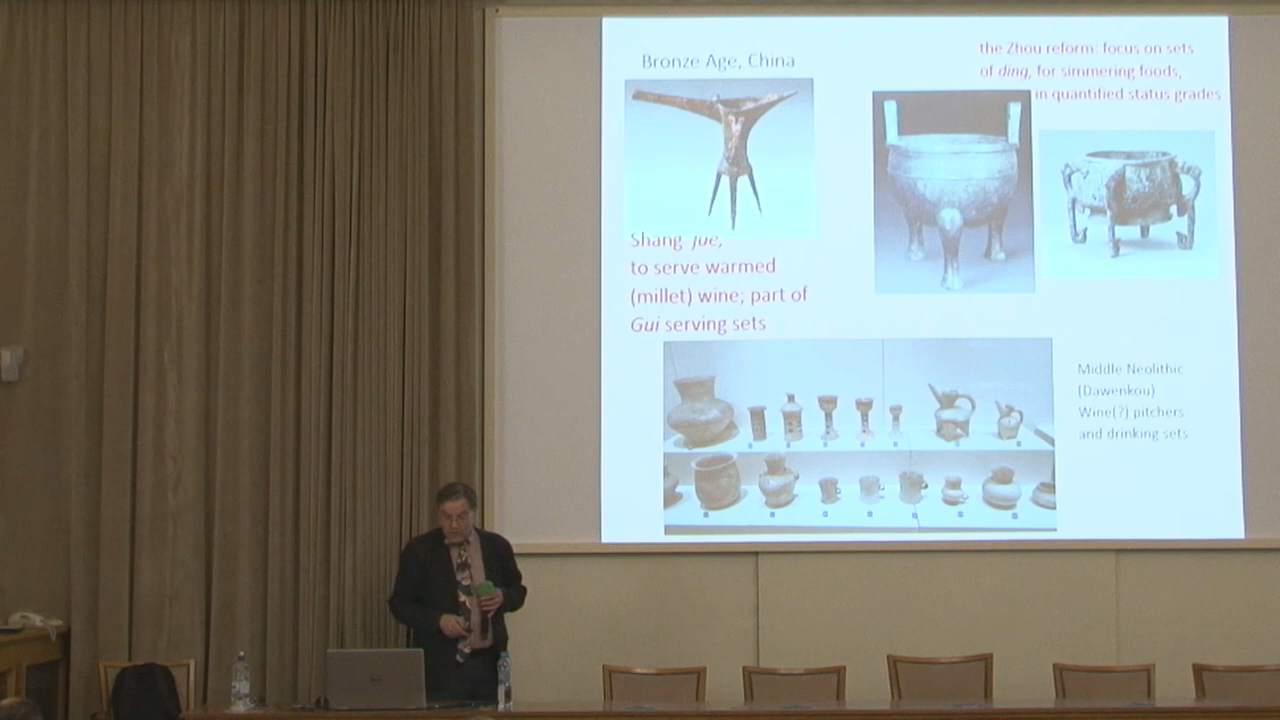 Bronze Age, China
the Zhou reform: focus on sets
of ding, for simmering foods,
in quantified status grades
Shang jue,
to serve warmed
(millet) wine; part of
Gui serving sets
Middle Neolithic
(Dawenkou)
Wine(?) pitchers
and drinking sets